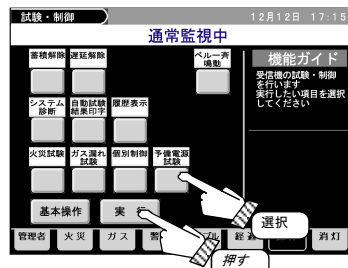 試験・制御
12月12日 17:15
通常監視中
蓄積解除 遅延解除
ベル一斉
鳴動
機能ガイド
受信機の試験・制御
を行います
実行したい項目を選択
してください
システム
診断
自動試験
結果印字
履歴表示
火災試験
ガス漏れ
試験
個別制御
予備電源
試験
選択
基本操作
実
管理者 火災 ガス 消灯
押す